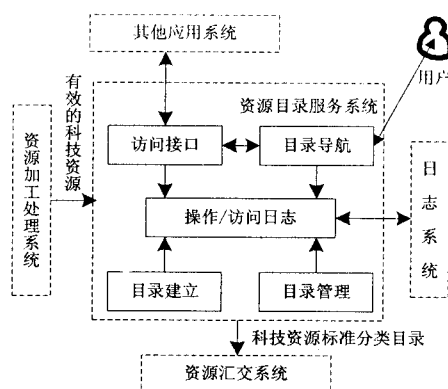 其他应用系统
用户
有效的科技资源
资源目录服务系统
访问接口
目录导航
资源加工处理系统
操作/访问日志
日志系统
目录建立
目录管理
科技资源标准分类目录
资源汇交系统